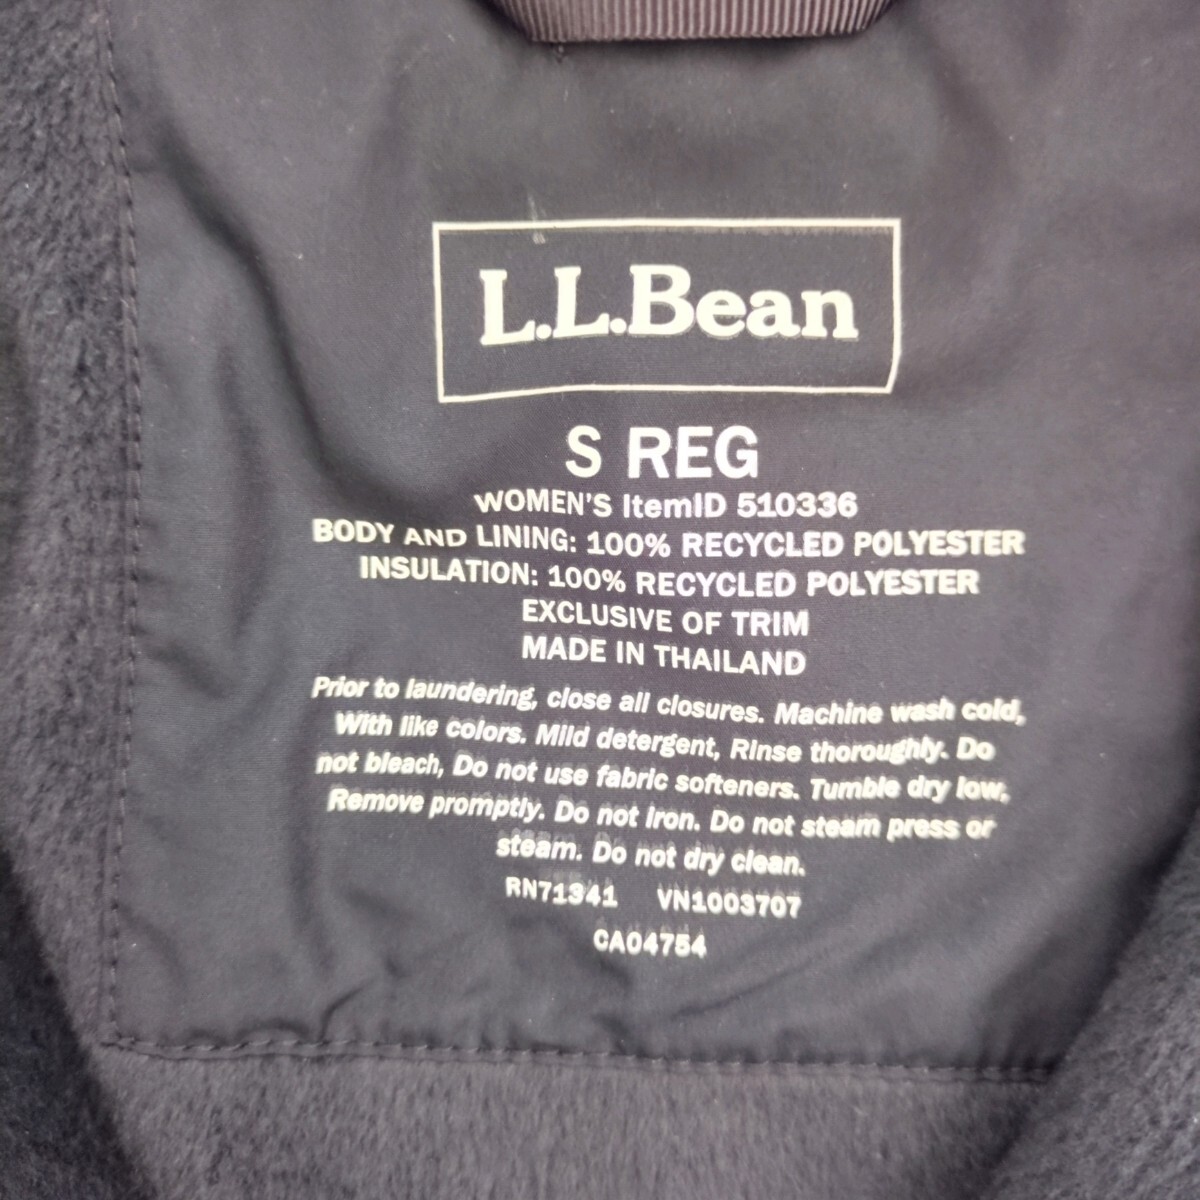 L.L.Bean
S REG
WOMEN'S ItemID 510336
BODY AND LINING: 100% RECYCLED POLYESTER
INSULATION: 100% RECYCLED POLYESTER
EXCLUSIVE OF TRIM
MADE IN THAILAND
Prior to laundering, close all closures. Machine wash cold,
With like colors. Mild detergent, Rinse thoroughly. Do
not bleach, Do not use fabric softeners. Tumble dry low,
Remove promptly. Do not iron. Do not steam press or
steam. Do not dry clean.
RN71341 VN1003707
CA04754